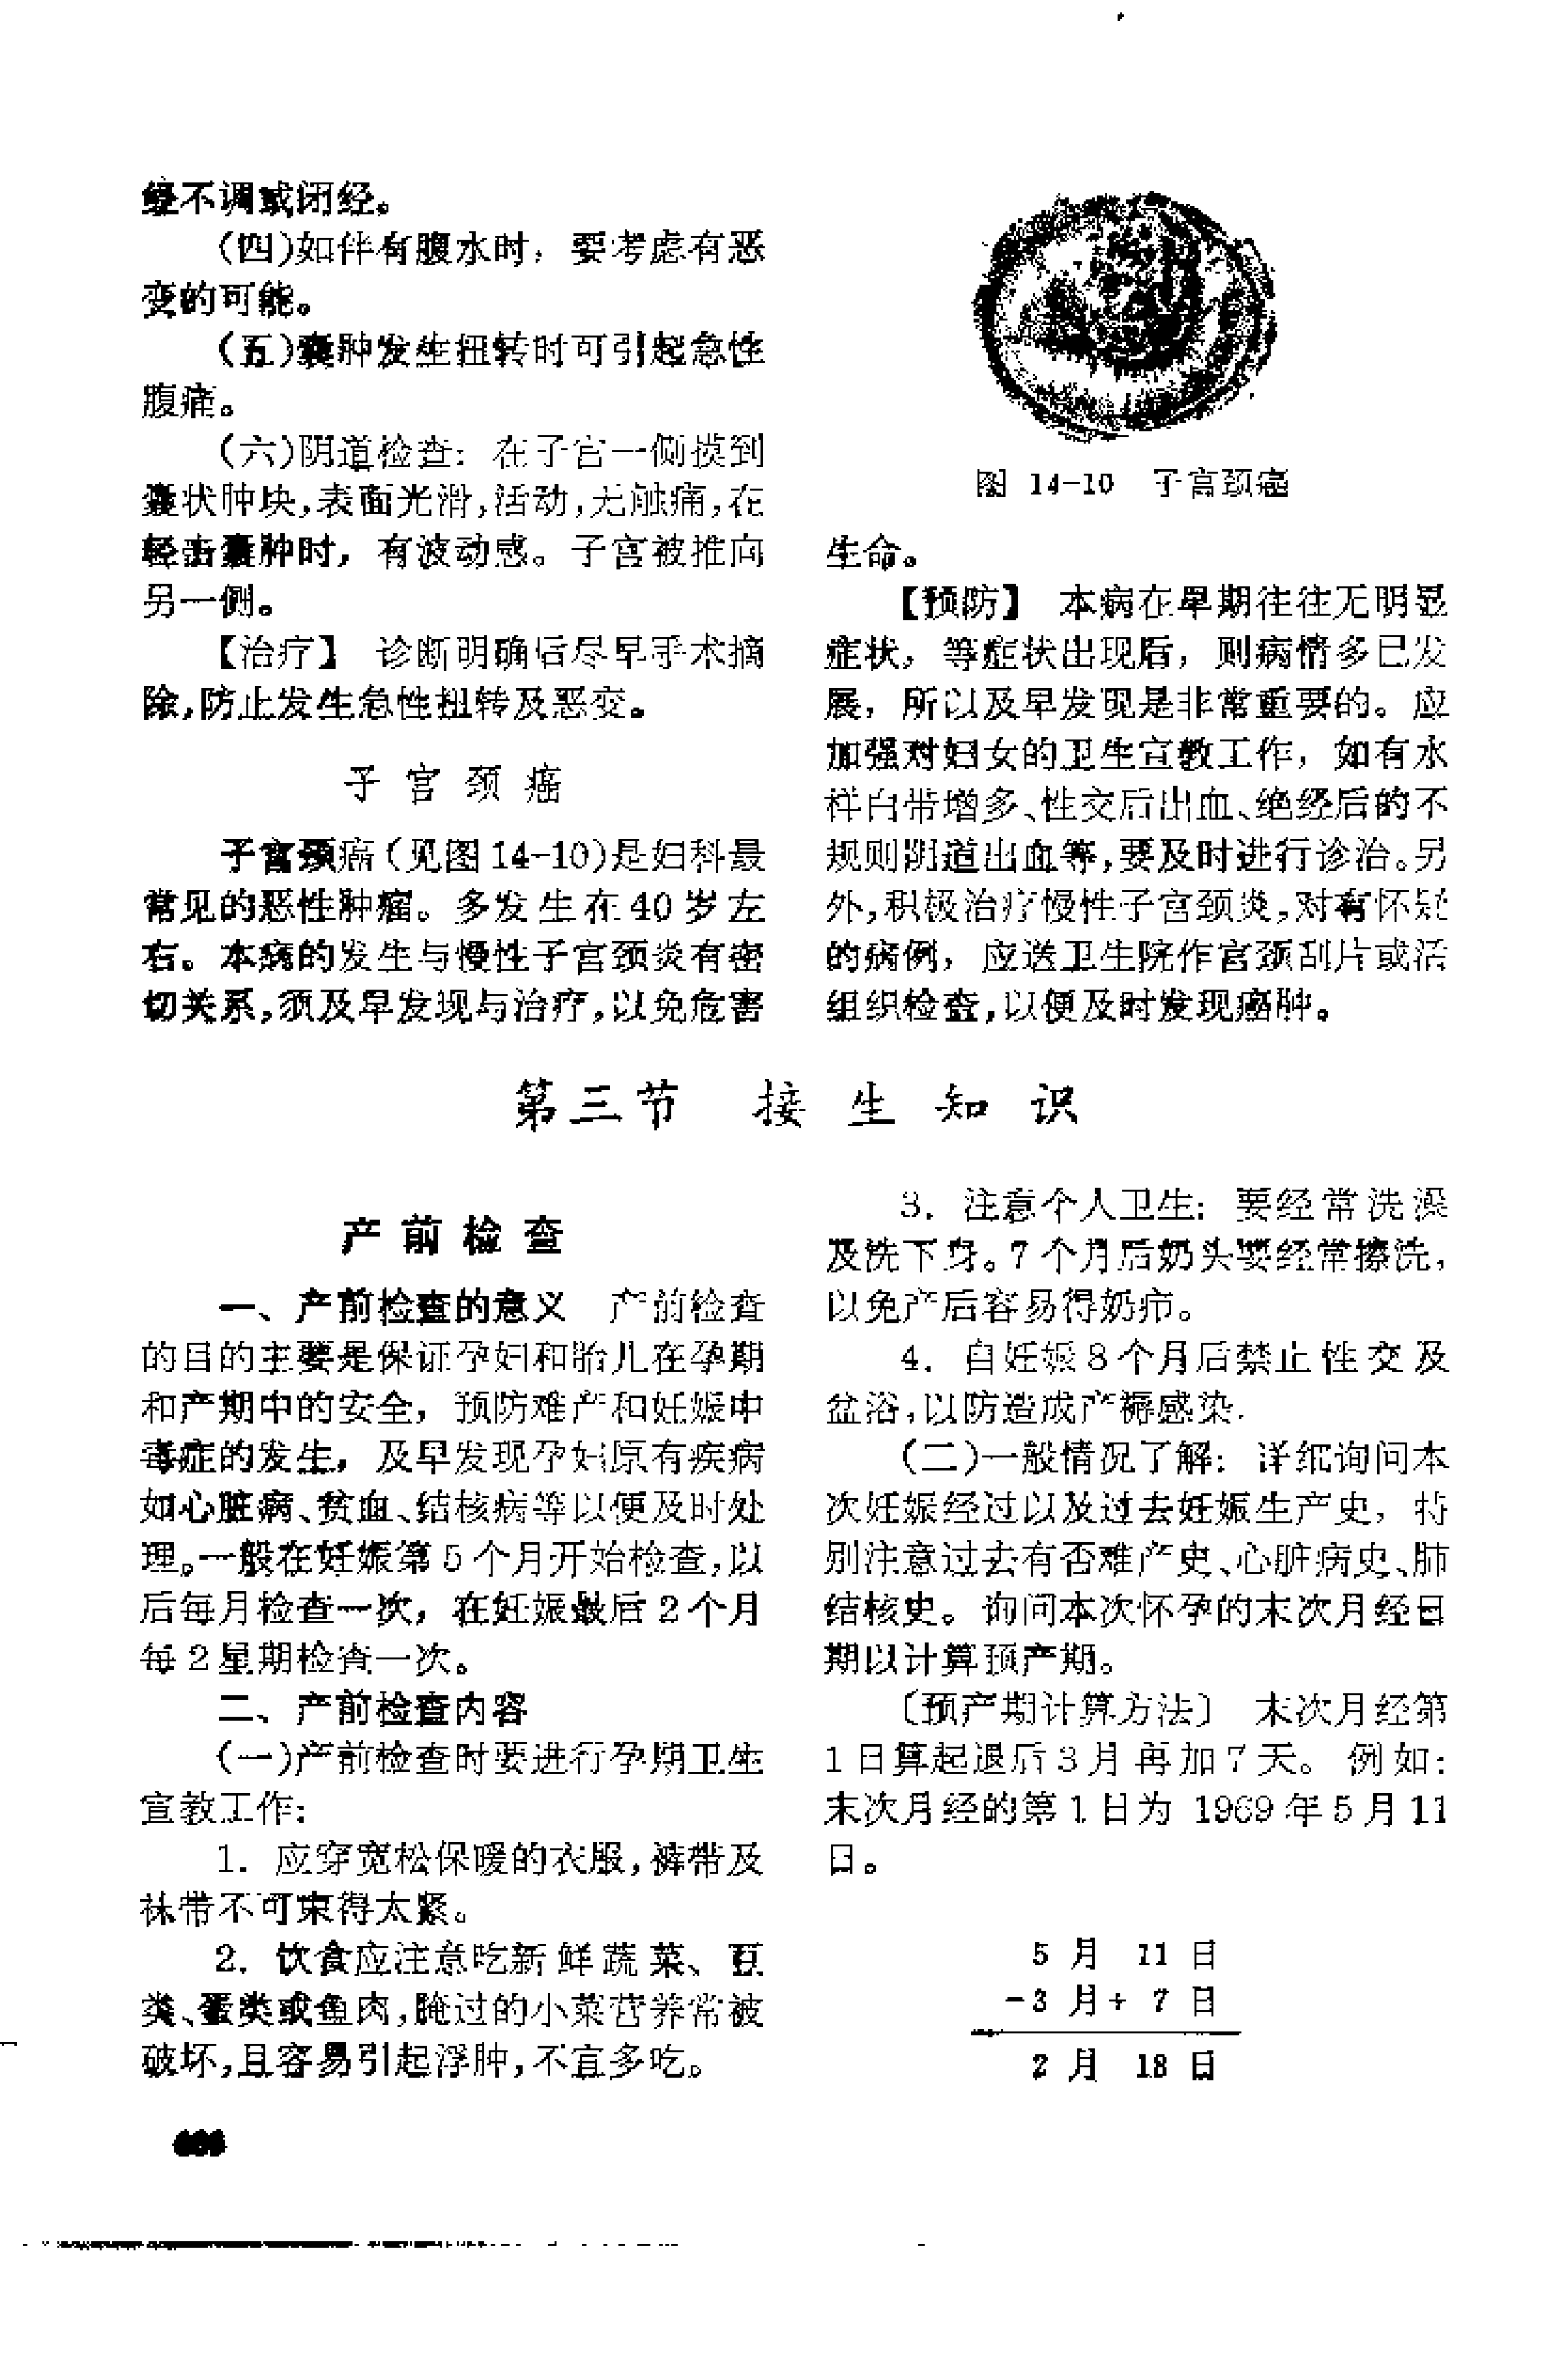 经不调或闭经。
(四)如伴有腹水时，要考虑有恶
变的可能。
(五)囊肿发生扭转时可引起急性
腹痛。
(六)阴道检查：在子宫一侧摸到
囊状肿块,表面光滑,活动,无触痛,在
轻击囊肿时，有波动感。子宫被推向
另一侧。
【治疗】 诊断明确后尽早手术摘
除,防止发生急性扭转及恶变。
子宫颈癌
子宫颈癌(见图14-10)是妇科最
常见的恶性肿瘤。多发生在40岁左
右。本病的发生与慢性子宫颈炎有密
切关系,须及早发现与治疗,以免危害
图 14-10 子宫颈癌
生命。
【预防】 本病在早期往往无明显
症状，等症状出现后，则病情多已发
展，所以及早发现是非常重要的。应
加强对妇女的卫生宣教工作，如有水
样白带增多、性交后出血、绝经后的不
规则阴道出血等,要及时进行诊治。另
外,积极治疗慢性子宫颈炎,对有怀疑
的病例，应送卫生院作宫颈刮片或活
组织检查,以便及时发现癌肿。
第三节 接生知识
产前检查
一、产前检查的意义 产前检查
的目的主要是保证孕妇和胎儿在孕期
和产期中的安全，预防难产和妊娠中
毒症的发生，及早发现孕妇原有疾病
如心脏病、贫血、结核病等以便及时处
理。一般在妊娠第5个月开始检查,以
后每月检查一次，在妊娠最后2个月
每2星期检查一次。
二、产前检查内容
(一)产前检查时要进行孕期卫生
宣教工作:
1. 应穿宽松保暖的衣服,裤带及
袜带不可束得太紧。
2. 饮食应注意吃新鲜蔬菜、豆
类、蛋类或鱼肉,腌过的小菜营养常被
破坏,且容易引起浮肿,不宜多吃。
3. 注意个人卫生：要经常洗澡
及洗下身。7个月后奶头要经常擦洗,
以免产后容易得奶疖。
4. 自妊娠8个月后禁止性交及
盆浴,以防造成产褥感染.
(二)一般情况了解：详细询问本
次妊娠经过以及过去妊娠生产史，特
别注意过去有否难产史、心脏病史、肺
结核史。询问本次怀孕的末次月经日
期以计算预产期。
〔预产期计算方法〕 末次月经第
1日算起退后3月再加7天。例如:
末次月经的第1日为 1969年5月11
日。
5 月 11 日
-3 月+ 7 日
2 月 18 日